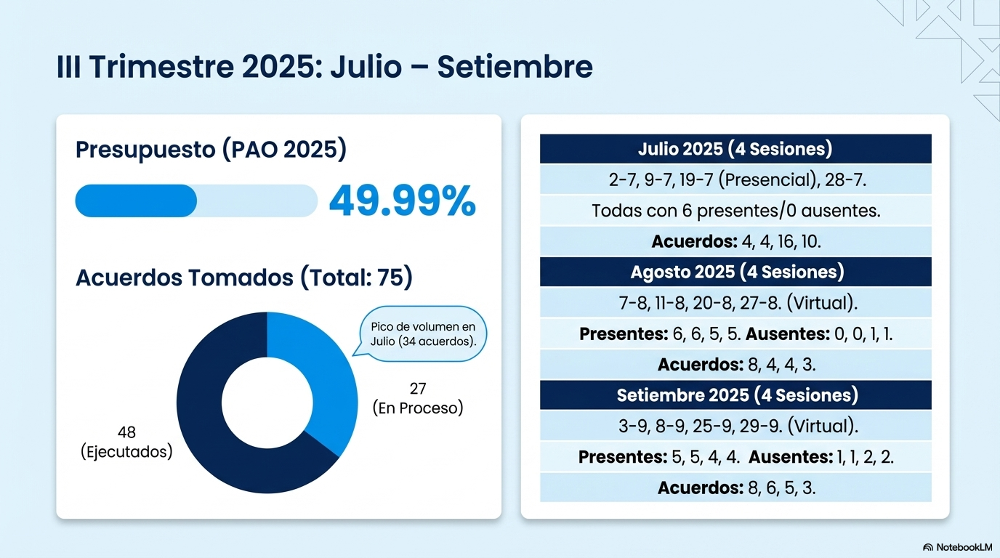 III Trimestre 2025: Julio – Setiembre
Presupuesto (PAO 2025)
49.99%
Acuerdos Tomados (Total: 75)
Pico de volumen en
Julio (34 acuerdos).
27
(En Proceso)
48
(Ejecutados)
Julio 2025 (4 Sesiones)
2-7, 9-7, 19-7 (Presencial), 28-7.
Todas con 6 presentes/0 ausentes.
Acuerdos: 4, 4, 16, 10.
Agosto 2025 (4 Sesiones)
7-8, 11-8, 20-8, 27-8. (Virtual).
Presentes: 6, 6, 5, 5. Ausentes: 0, 0, 1, 1.
Acuerdos: 8, 4, 4, 3.
Setiembre 2025 (4 Sesiones)
3-9, 8-9, 25-9, 29-9. (Virtual).
Presentes: 5, 5, 4, 4. Ausentes: 1, 1, 2, 2.
Acuerdos: 8, 6, 5, 3.
NotebookLM